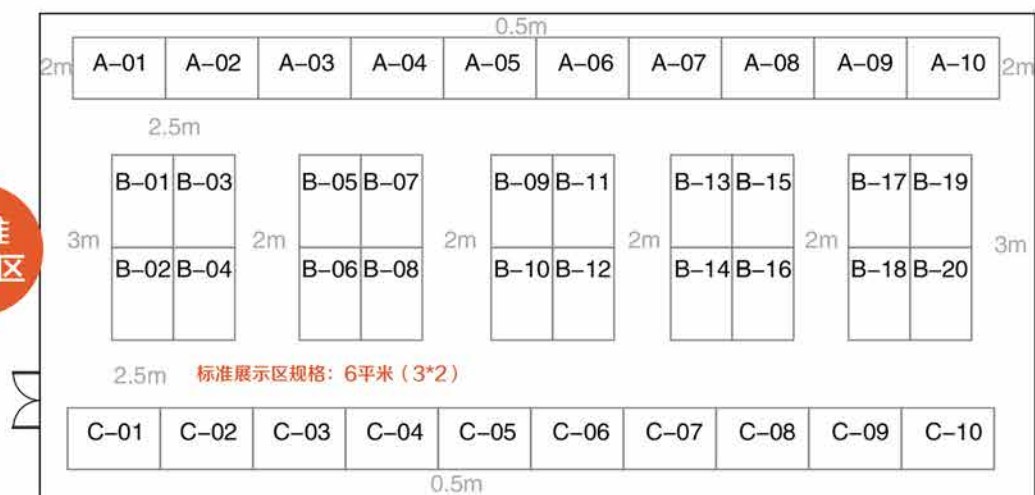 0.5m
2m A-01 A-02 A-03 A-04 A-05 A-06 A-07 A-08 A-09 A-10 2m
2.5m
B-01 B-03 B-05 B-07 B-09 B-11 B-13 B-15 B-17 B-19
3m 2m 2m 2m 2m 3m
区
B-02 B-04 B-06 B-08 B-10 B-12 B-14 B-16 B-18 B-20
2.5m 标准展示区规格：6平米（3*2）
C-01 C-02 C-03 C-04 C-05 C-06 C-07 C-08 C-09 C-10
0.5m